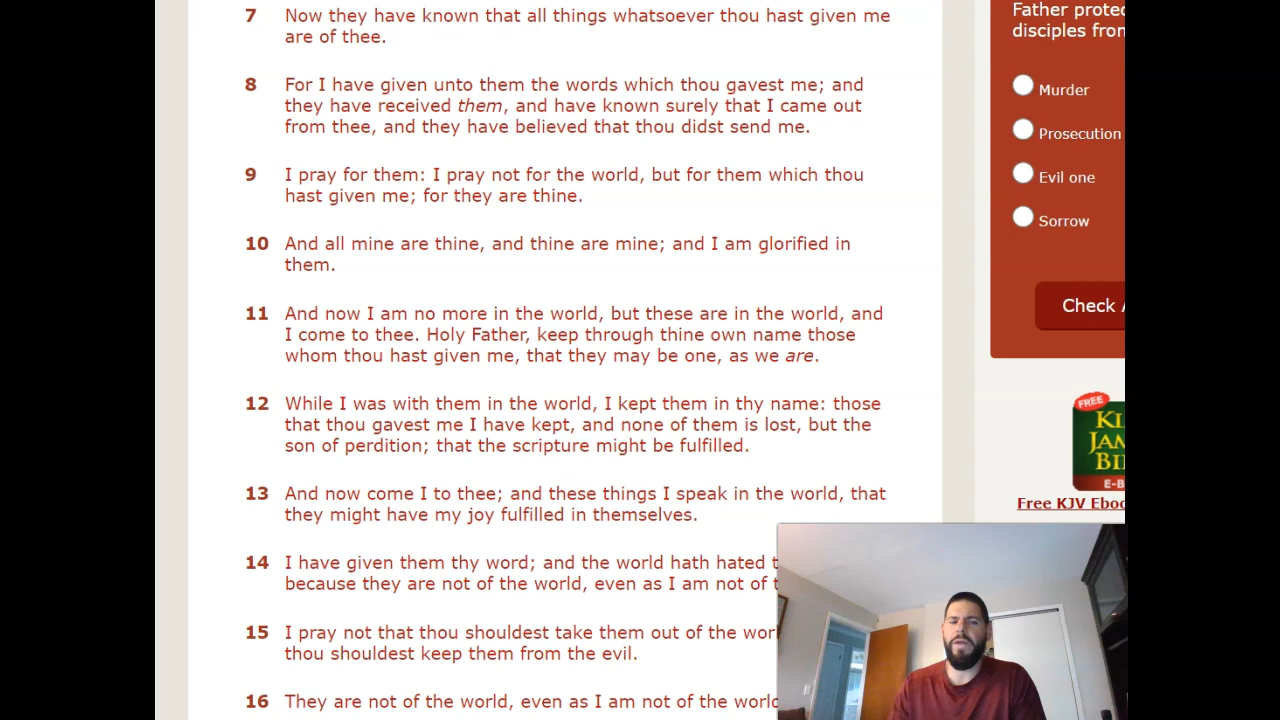 7 Now they have known that all things whatsoever thou hast given me
are of thee.
8 For I have given unto them the words which thou gavest me; and
they have received them, and have known surely that I came out
from thee, and they have believed that thou didst send me.
9 I pray for them: I pray not for the world, but for them which thou
hast given me; for they are thine.
10 And all mine are thine, and thine are mine; and I am glorified in
them.
11 And now I am no more in the world, but these are in the world, and
I come to thee. Holy Father, keep through thine own name those
whom thou hast given me, that they may be one, as we are.
12 While I was with them in the world, I kept them in thy name: those
that thou gavest me I have kept, and none of them is lost, but the
son of perdition; that the scripture might be fulfilled.
13 And now come I to thee; and these things I speak in the world, that
they might have my joy fulfilled in themselves.
14 I have given them thy word; and the world hath hated
because they are not of the world, even as I am not of
15 I pray not that thou shouldest take them out of the
thou shouldest keep them from the evil.
16 They are not of the world, even as I am not of the world
Father
disciples
Murder
Prosecution
Evil one
Sorrow
Check
FREE
Free KJV